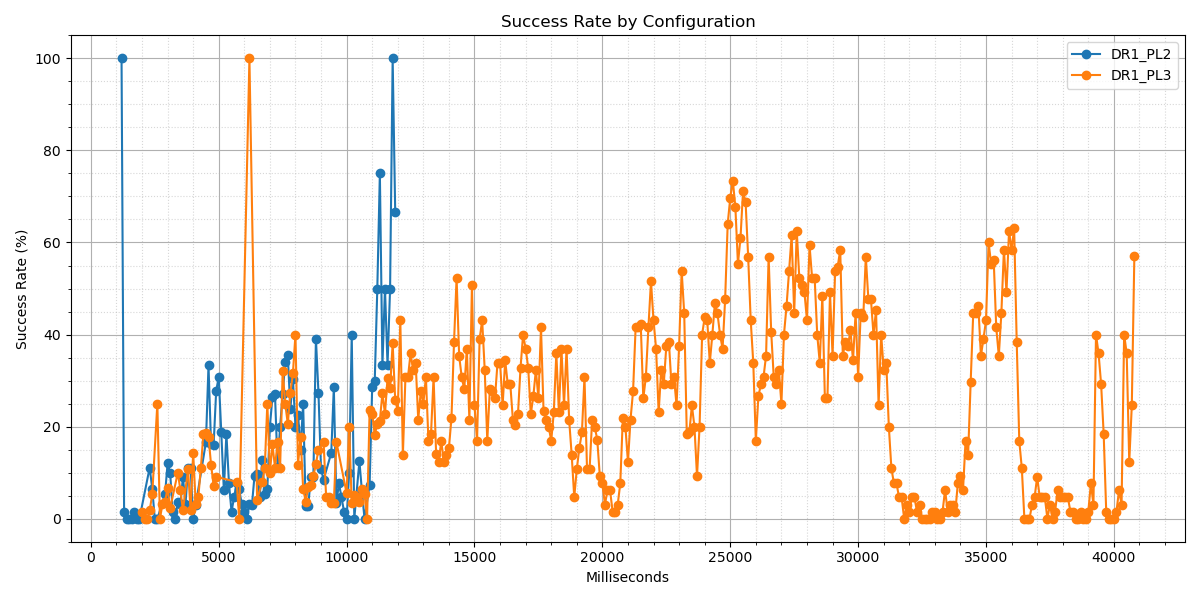 Success Rate by Configuration
DR1_PL2
DR1_PL3
Success Rate (%)
100
80
60
40
20
0
0 5000 10000 15000 20000 25000 30000 35000 40000
Milliseconds